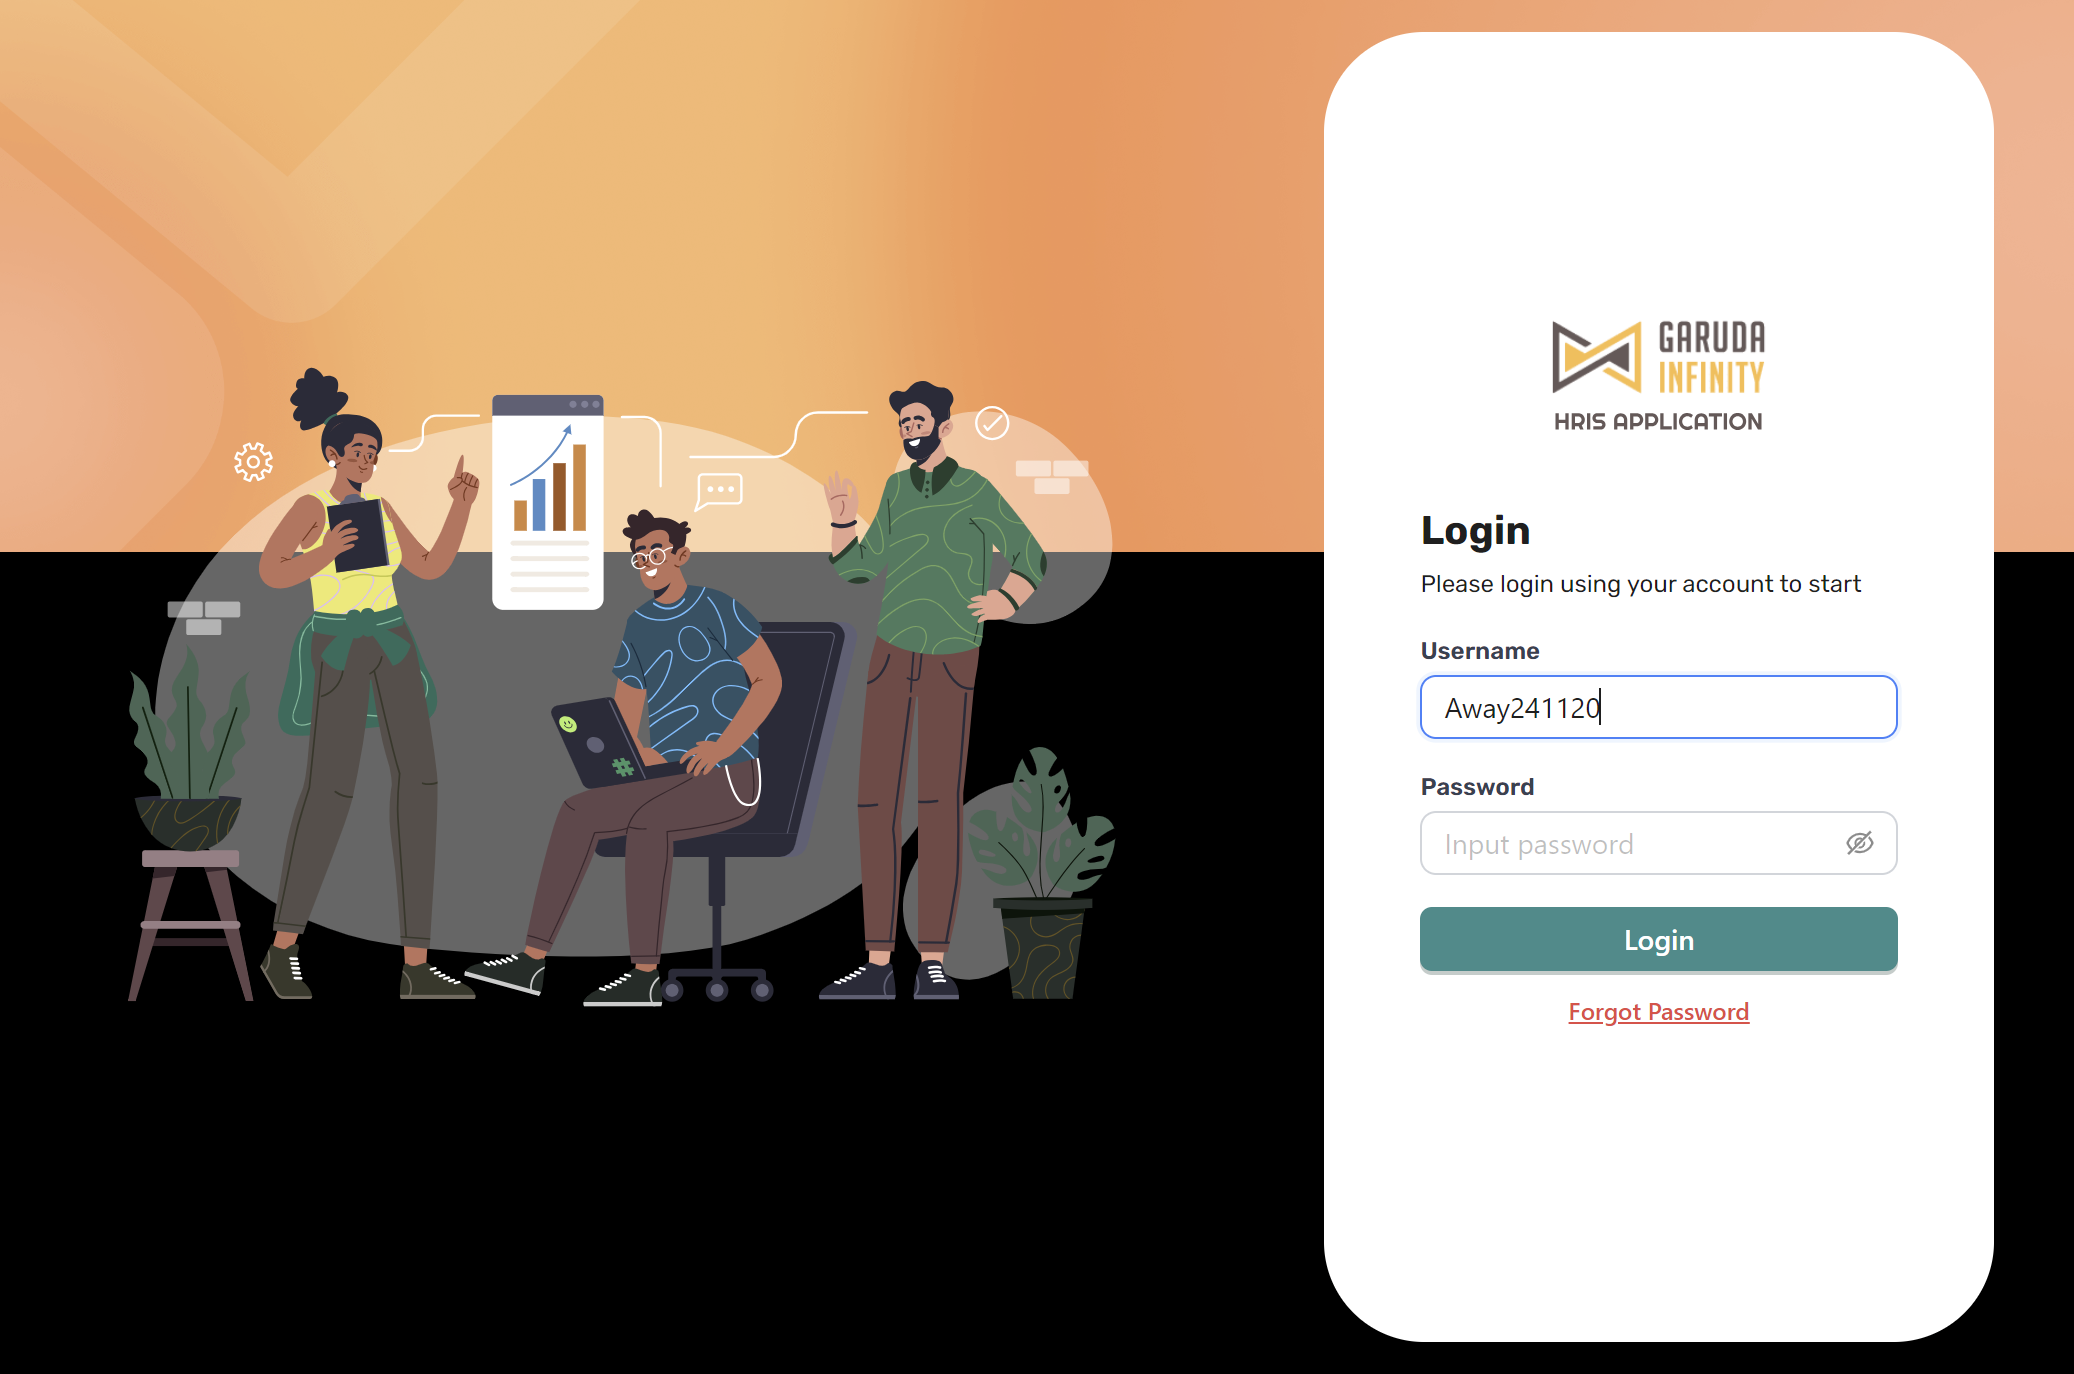 GARUDA
INFINITY
HRIS APPLICATION
Login
Please login using your account to start
Username
Away241120
Password
Input password
Login
Forgot Password